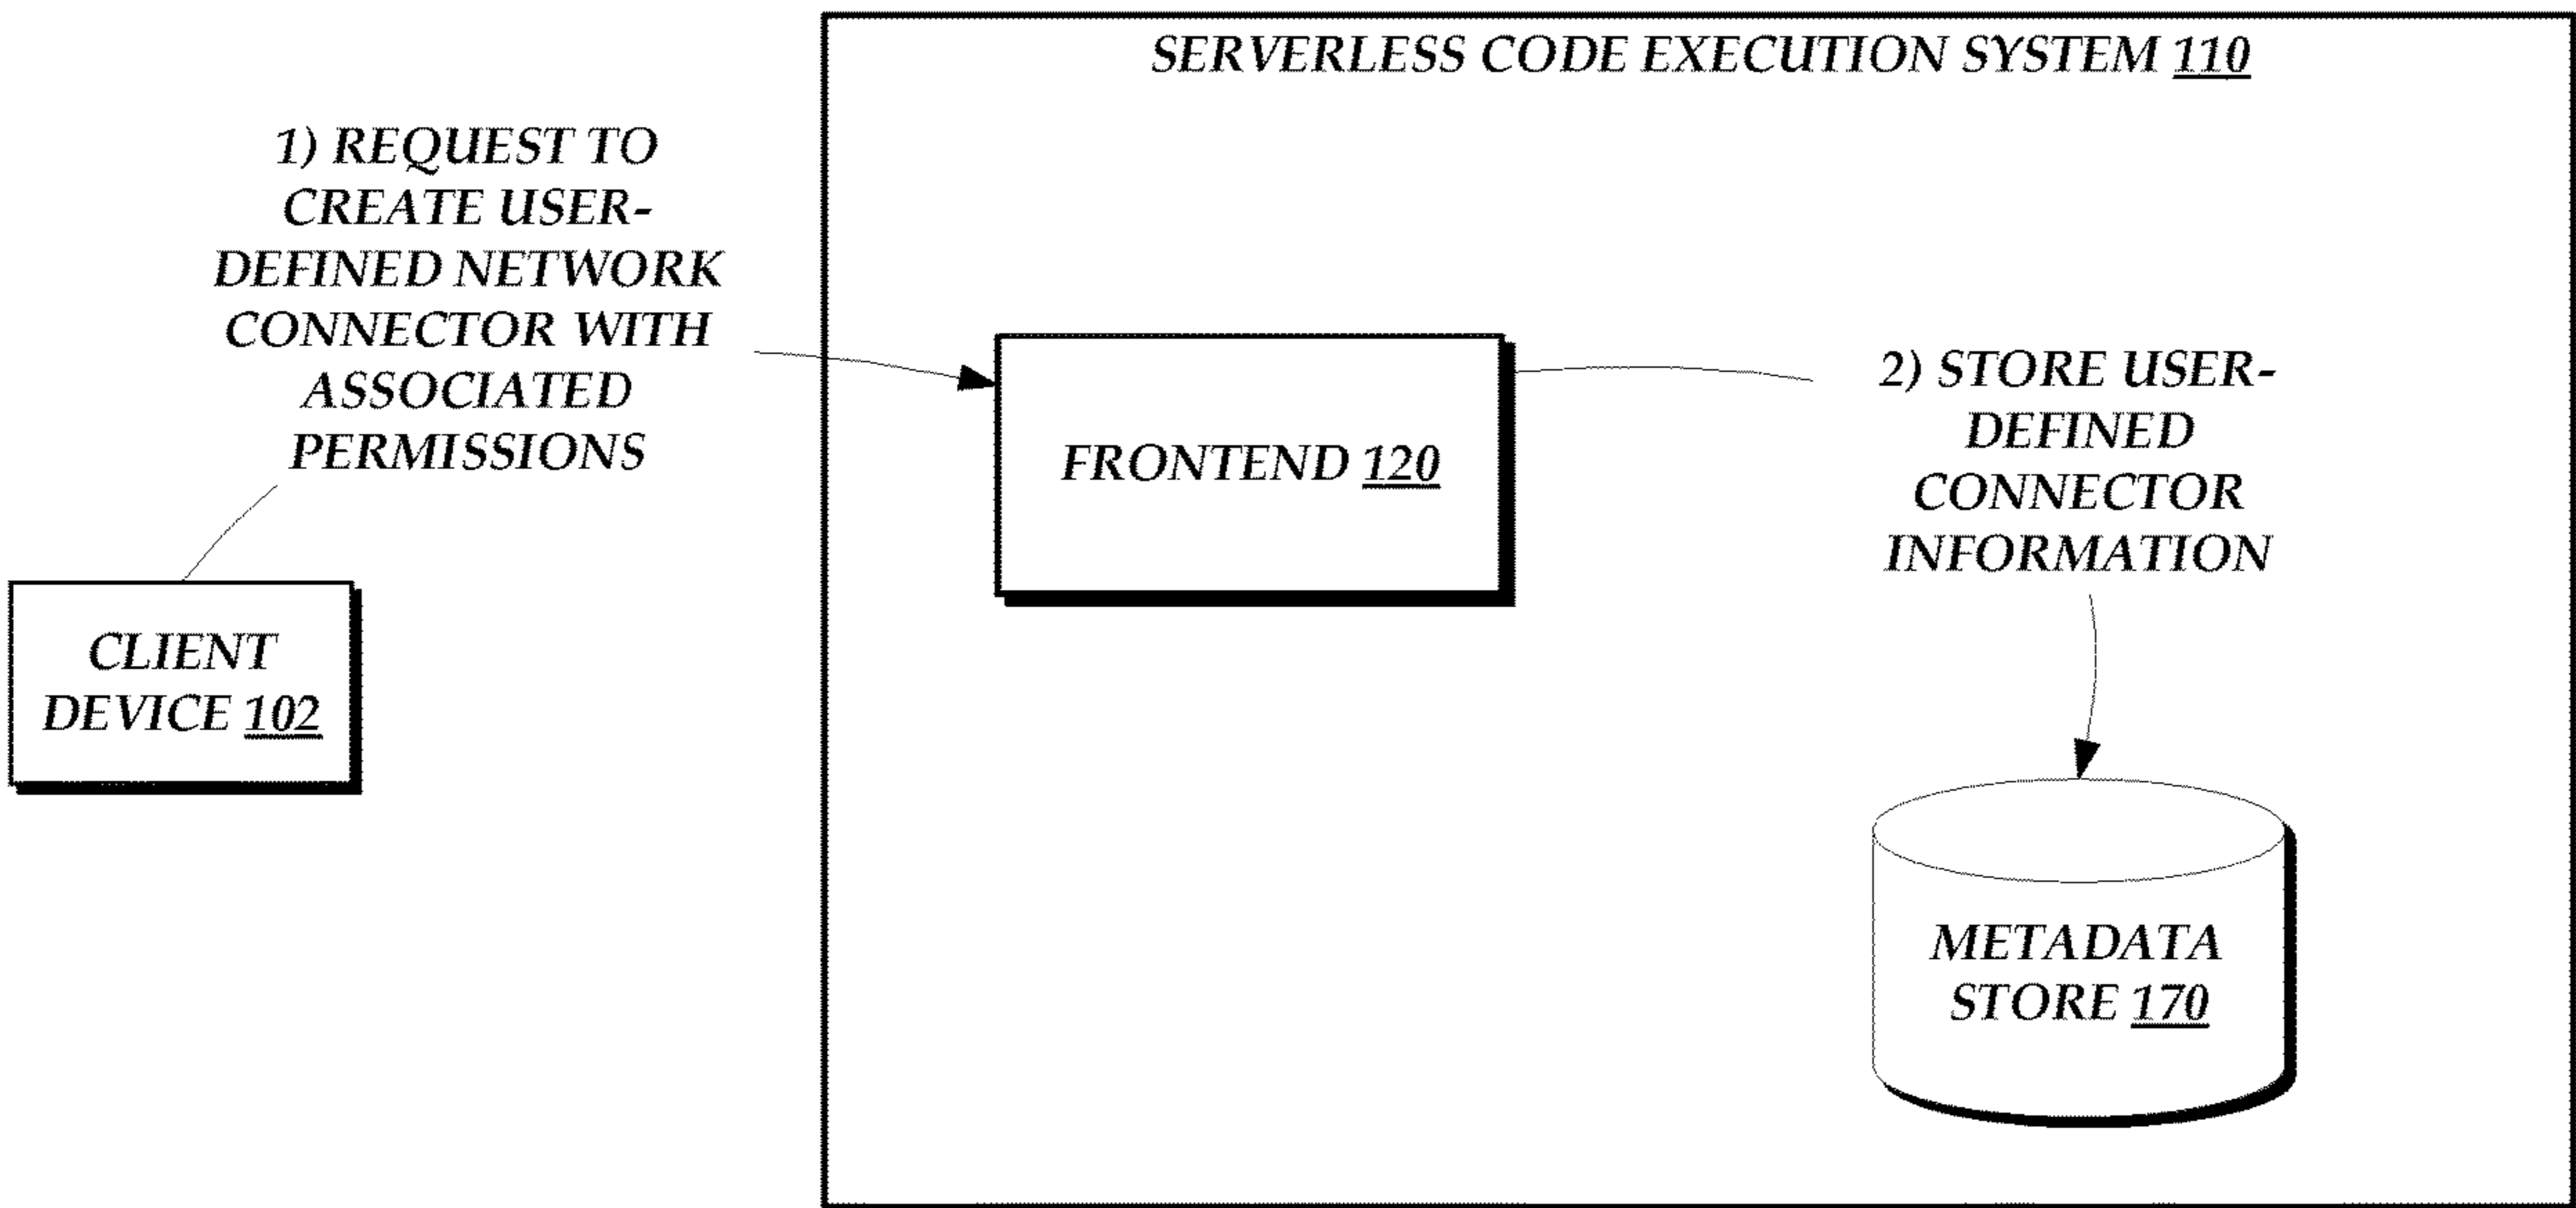 SERVERLESS CODE EXECUTION SYSTEM 110
1) REQUEST TO
CREATE USER-
DEFINED NETWORK
CONNECTOR WITH
ASSOCIATED
PERMISSIONS
FRONTEND 120
2) STORE USER-
DEFINED
CONNECTOR
INFORMATION
CLIENT
DEVICE 102
METADATA
STORE 170